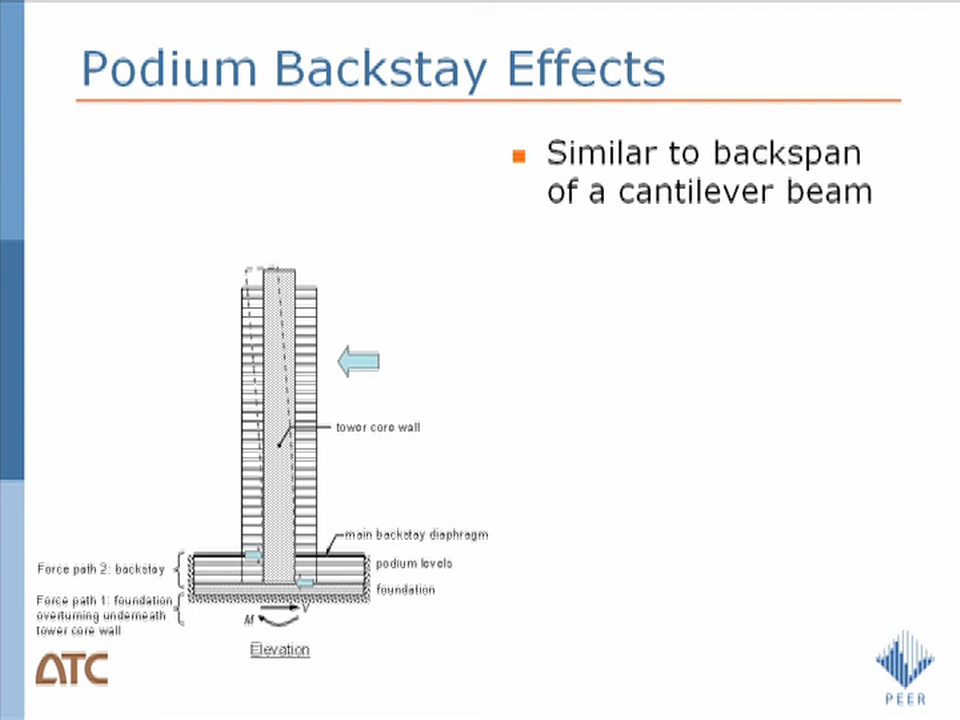 Podium Backstay Effects
Similar to backspan
of a cantilever beam
tower core wall
main backstay diaphragm
podium levels
foundation
Force path 2: backstay
Force path 1: foundation
overturning underneath
tower core wall
V
M
Elevation
ATC
PEER